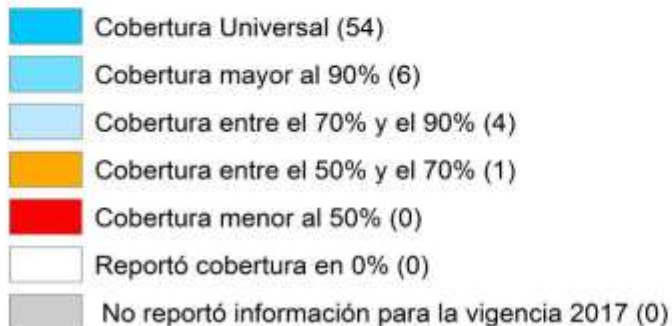 Cobertura Universal (54)
Cobertura mayor al 90% (6)
Cobertura entre el 70% y el 90% (4)
Cobertura entre el 50% y el 70% (1)
Cobertura menor al 50% (0)
Reportó cobertura en 0% (0)
No reportó información para la vigencia 2017 (0)